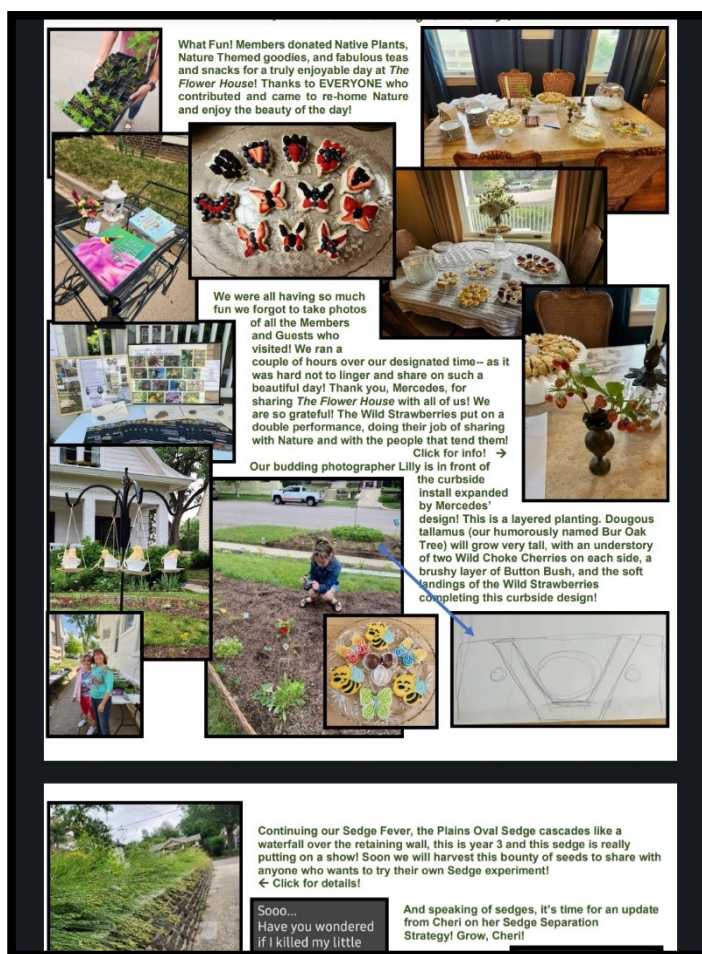 What Fun! Members donated Native Plants,
Nature Themed goodies, and fabulous teas
and snacks for a truly enjoyable day at The
Flower House! Thanks to EVERYONE who
contributed and came to re-home Nature
and enjoy the beauty of the day!
We were all having so much
fun we forgot to take photos
of all the Members
and Guests who
visited! We ran a
couple of hours over our designated time-- as it
was hard not to linger and share on such a
beautiful day! Thank you, Mercedes, for
sharing The Flower House with all of us! We
are so grateful! The Wild Strawberries put on a
double performance, doing their job of sharing
with Nature and with the people that tend them!
Click for info! →
Our budding photographer Lilly is in front of
the curbside
install expanded
by Mercedes'
design! This is a layered planting. Dougous
tallamus (our humorously named Bur Oak
Tree) will grow very tall, with an understory
of two Wild Choke Cherries on each side, a
brushy layer of Button Bush, and the soft
landings of the Wild Strawberries
completing this curbside design!
Continuing our Sedge Fever, the Plains Oval Sedge cascades like a
waterfall over the retaining wall, this is year 3 and this sedge is really
putting on a show! Soon we will harvest this bounty of seeds to share with
anyone who wants to try their own Sedge experiment!
← Click for details!
Sooo...
Have you wondered
if I killed my little
And speaking of sedges, it's time for an update
from Cheri on her Sedge Separation
Strategy! Grow, Cheri!